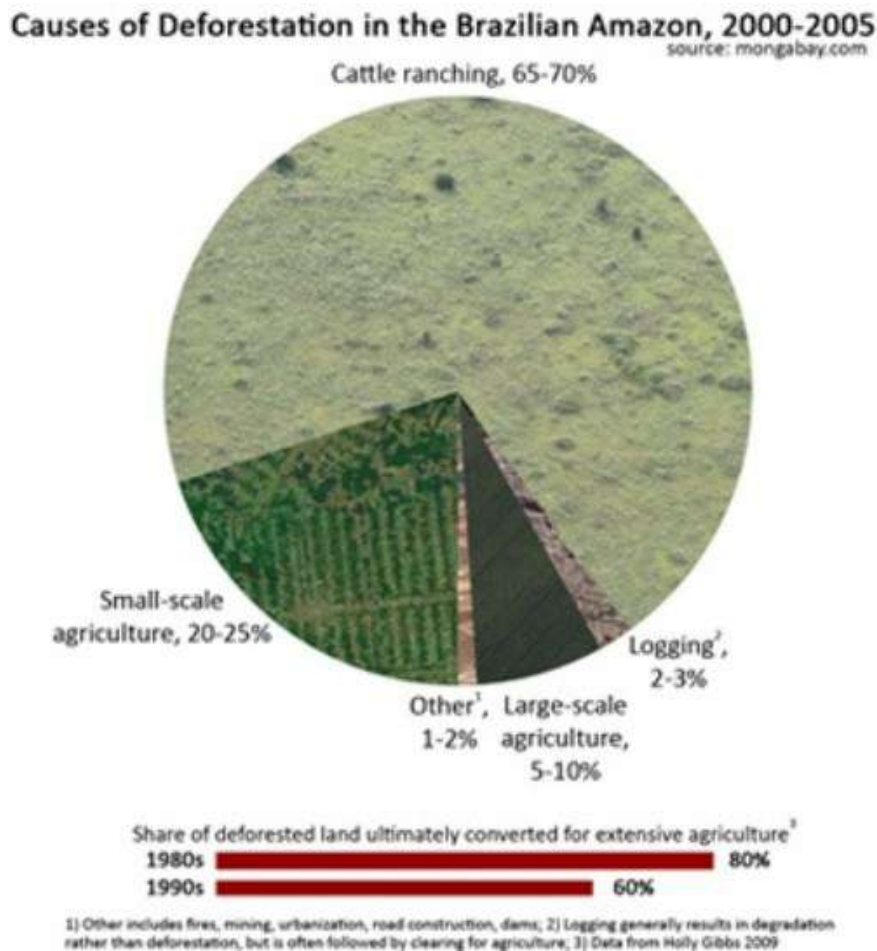 Causes of Deforestation in the Brazilian Amazon, 2000-2005
source: mongabay.com
Cattle ranching, 65-70%
Small-scale
agriculture, 20-25%
Logging²,
2-3%
Other¹,
1-2%
Large-scale
agriculture,
5-10%
Share of deforested land ultimately converted for extensive agriculture³
1980s 80%
1990s 60%
1) Other includes fires, mining, urbanization, road construction, dams; 2) Logging generally results in degradation
rather than deforestation, but is often followed by clearing for agriculture; 3) Data from Holly Gibbs 2009